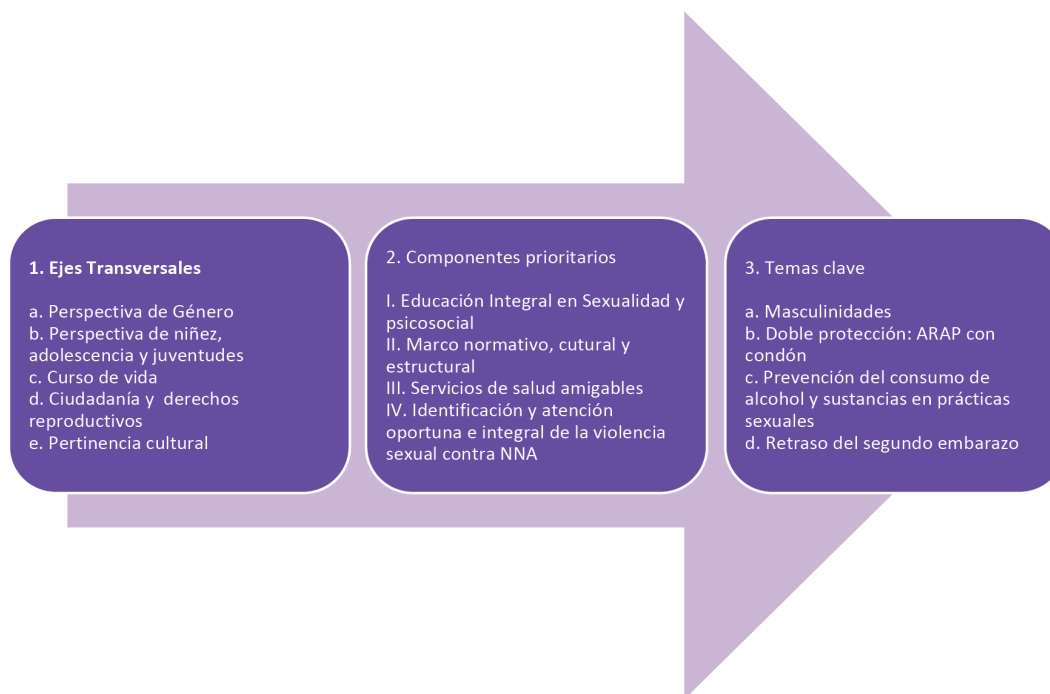 1. Ejes Transversales
a. Perspectiva de Género
b. Perspectiva de niñez,
adolescencia y juventudes
c. Curso de vida
d. Ciudadanía y derechos
reproductivos
e. Pertinencia cultural
2. Componentes prioritarios
I. Educación Integral en Sexualidad y
psicosocial
II. Marco normativo, cutural y
estructural
III. Servicios de salud amigables
IV. Identificación y atención
oportuna e integral de la violencia
sexual contra NNA
3. Temas clave
a. Masculinidades
b. Doble protección: ARAP con
condón
c. Prevención del consumo de
alcohol y sustancias en prácticas
sexuales
d. Retraso del segundo embarazo